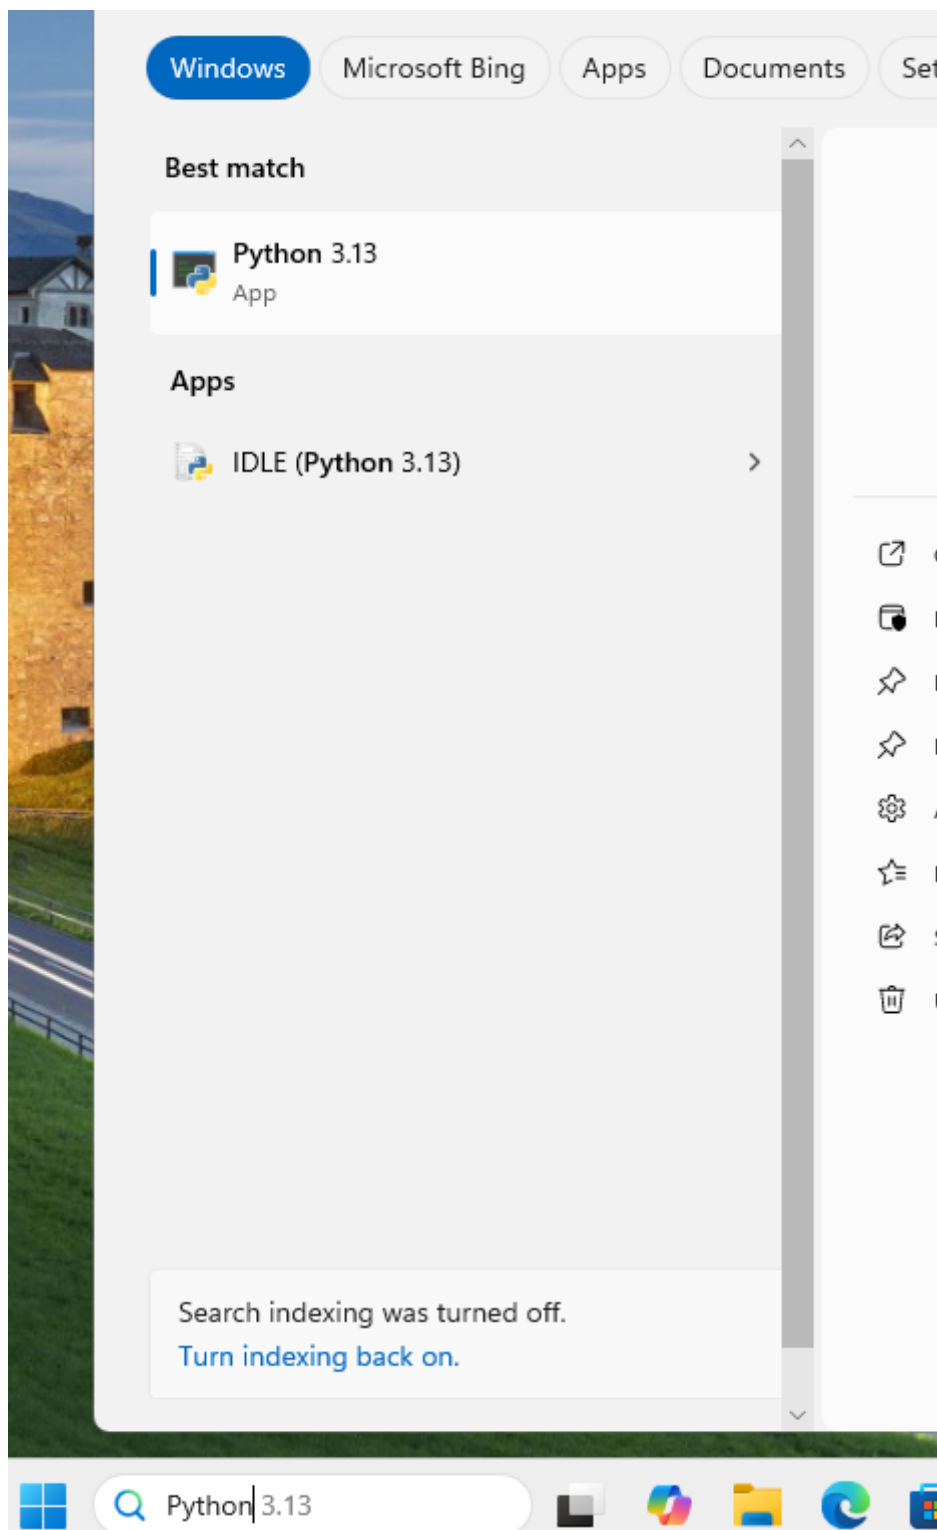 Windows
Microsoft Bing
Apps
Documents
Best match
Python 3.13
App
Apps
IDLE (Python 3.13)
Search indexing was turned off.
Turn indexing back on.
Python 3.13